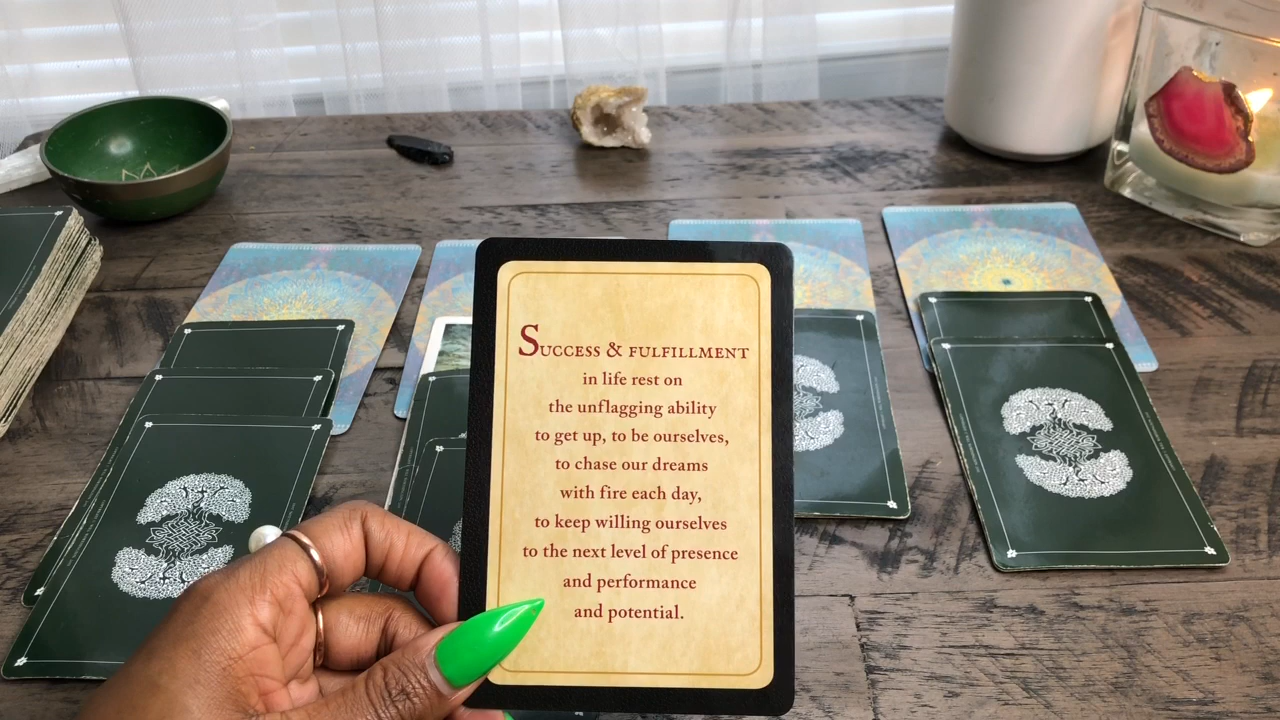 Success & fulfillment
in life rest on
the unflagging ability
to get up, to be ourselves,
to chase our dreams
with fire each day,
to keep willing ourselves
to the next level of presence
and performance
and potential.